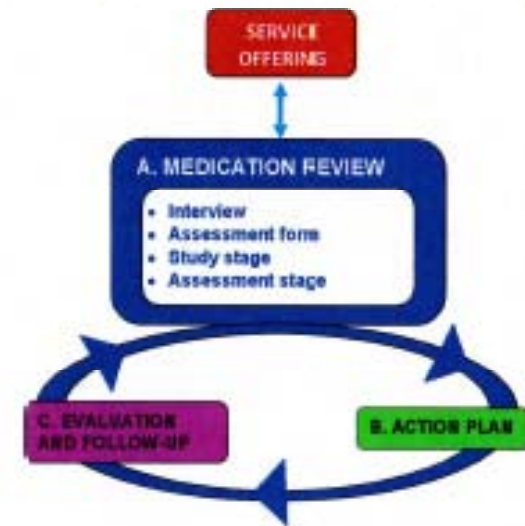 SERVICE
OFFERING
A. MEDICATION REVIEW
• Interview
• Assessment form
• Study stage
• Assessment stage
C. EVALUATION
AND FOLLOW-UP
B. ACTION PLAN